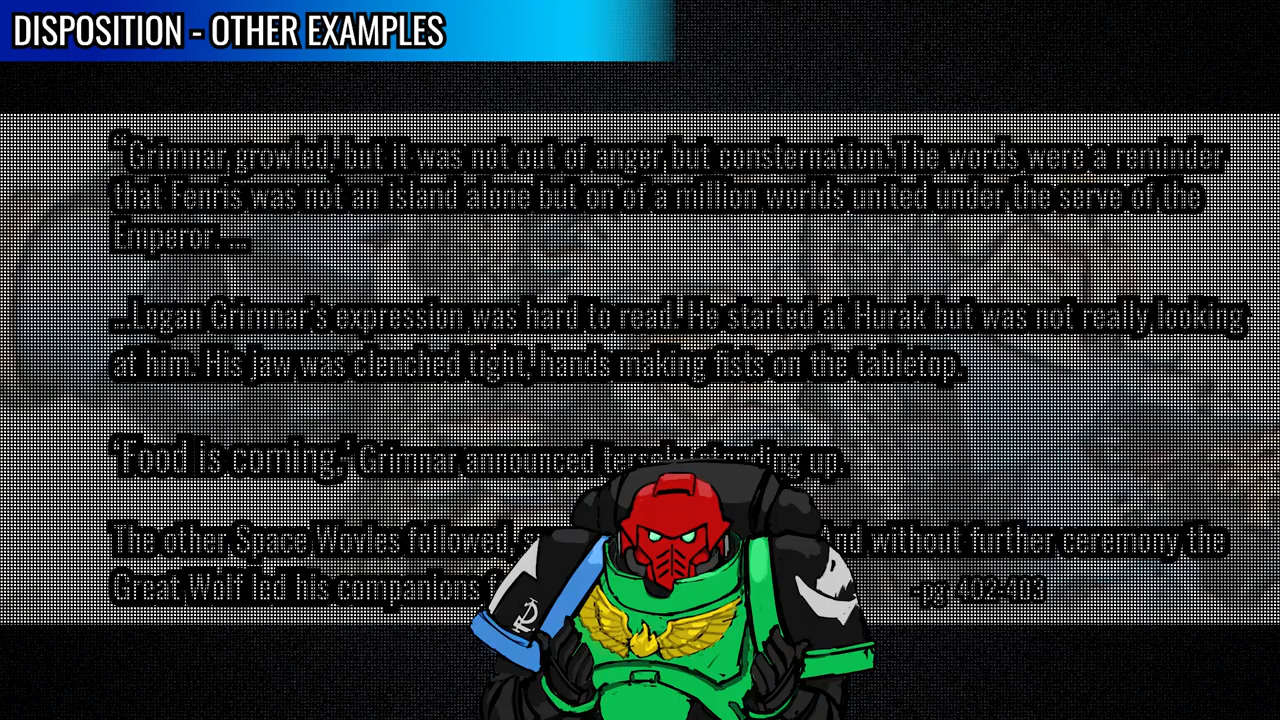 DISPOSITION - OTHER EXAMPLES
"Grimnar growled, but it was not out of anger but consternation. The words were a reminder
that Fenris was not an island alone but on of a million worlds united under the serve of the
Emperor. ...
...Logan Grimnar's expression was hard to read. He started at Hurak but was not really looking
at him. His jaw was clenched tight, hands making fists on the tabletop.
'Food is coming,' Grimnar announced tersely standing up.
The other Space Wovles followed, and without further ceremony the
Great Wolf led his companions
-pg 402-403